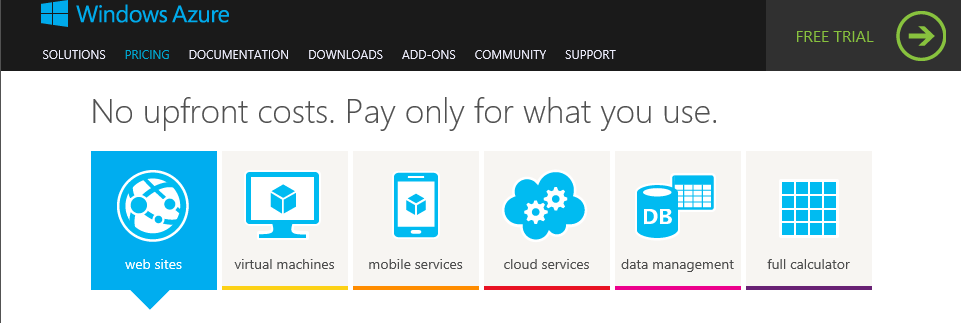 Windows Azure
FREE TRIAL
SOLUTIONS PRICING DOCUMENTATION DOWNLOADS ADD-ONS COMMUNITY SUPPORT
No upfront costs. Pay only for what you use.
DB
web sites virtual machines mobile services cloud services data management full calculator